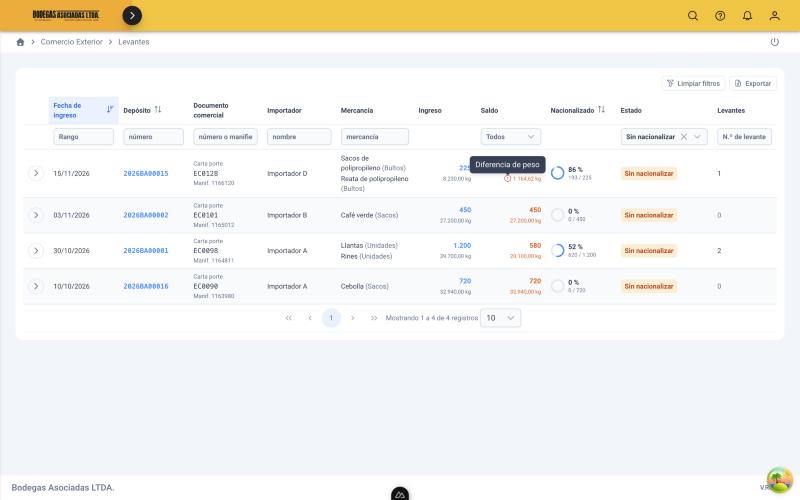 BODEGAS ASOCIADAS LTDA.
Comercio Exterior
Levantes
Limpiar filtros
Exportar
Fecha de ingreso
Depósito
Documento comercial
Importador
Mercancía
Ingreso
Saldo
Nacionalizado
Estado
Levantes
Rango
número
número o manifie
nombre
mercancía
Todos
Sin nacionalizar
N.º de levante
Diferencia de peso
15/11/2026
2026BA00015
Carta porte
EC0128
Manif. 1166120
Importador D
Sacos de
polipropileno (Bultos)
Reata de polipropileno
(Bultos)
8.230,00 kg
1.164,62 kg
86 %
193 / 225
Sin nacionalizar
1
03/11/2026
2026BA00002
Carta porte
EC0101
Manif. 1165012
Importador B
Café verde (Sacos)
450
27.200,00 kg
450
27.200,00 kg
0 %
0 / 450
Sin nacionalizar
0
30/10/2026
2026BA00001
Carta porte
EC0098
Manif. 1164811
Importador A
Llantas (Unidades)
Rines (Unidades)
1.200
39.700,00 kg
580
20.100,00 kg
52 %
620 / 1.200
Sin nacionalizar
2
10/10/2026
2026BA00016
Carta porte
EC0090
Manif. 1163980
Importador A
Cebolla (Sacos)
720
32.940,00 kg
720
32.940,00 kg
0 %
0 / 720
Sin nacionalizar
0
1
Mostrando 1 a 4 de 4 registros
10
Bodegas Asociadas LTDA.